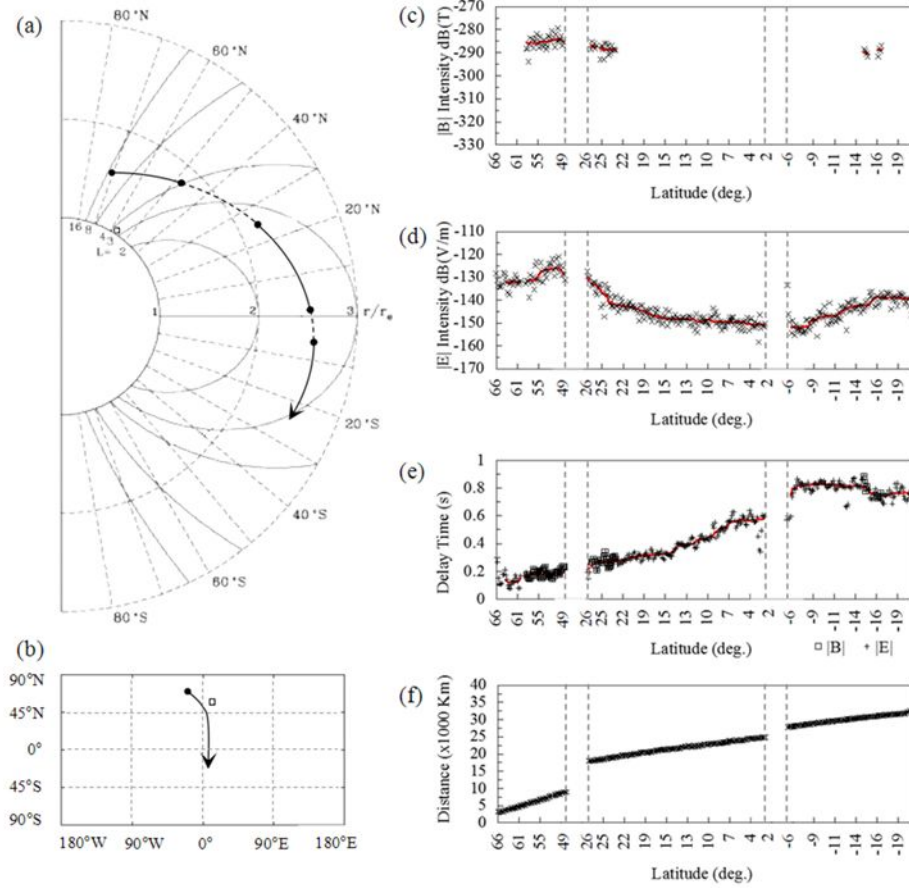 (a)
80°N
60°N
40°N
20°N
16 8 4 3
L= 2
1 2 3 r/re
20°S
40°S
60°S
80°S
(b)
90°N
45°N
0°
45°S
90°S
180°W 90°W 0° 90°E 180°E
(c)
|B| Intensity dB(T)
-270
-280
-290
-300
-310
-320
-330
66 61 55 49 26 25 22 19 16 13 10 7 4 2 -6 -9 -11 -14 -16 -19
Latitude (deg.)
(d)
|E| Intensity dB(V/m)
-110
-120
-130
-140
-150
-160
-170
66 61 55 49 26 25 22 19 16 13 10 7 4 2 -6 -9 -11 -14 -16 -19
Latitude (deg.)
(e)
Delay Time (s)
1
0.8
0.6
0.4
0.2
0
66 61 55 49 26 25 22 19 16 13 10 7 4 2 -6 -9 -11 -14 -16 -19
Latitude (deg.)
|B| |E|
(f)
Distance (x1000 Km)
40
35
30
25
20
15
10
5
0
66 61 55 49 26 25 22 19 16 13 10 7 4 2 -6 -9 -11 -14 -16 -19
Latitude (deg.)